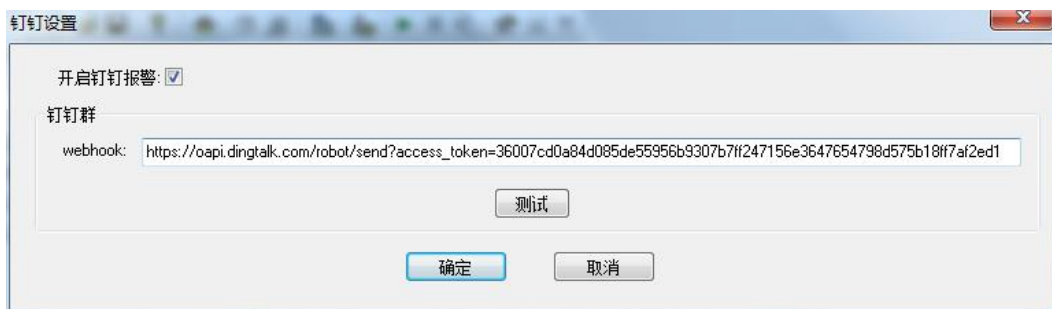 钉钉设置
开启钉钉报警:
钉钉群
webhook: https://oapi.dingtalk.com/robot/send?access_token=36007cd0a84d085de55956b9307b7ff247156e3647654798d575b18ff7af2ed1
测试
确定 取消